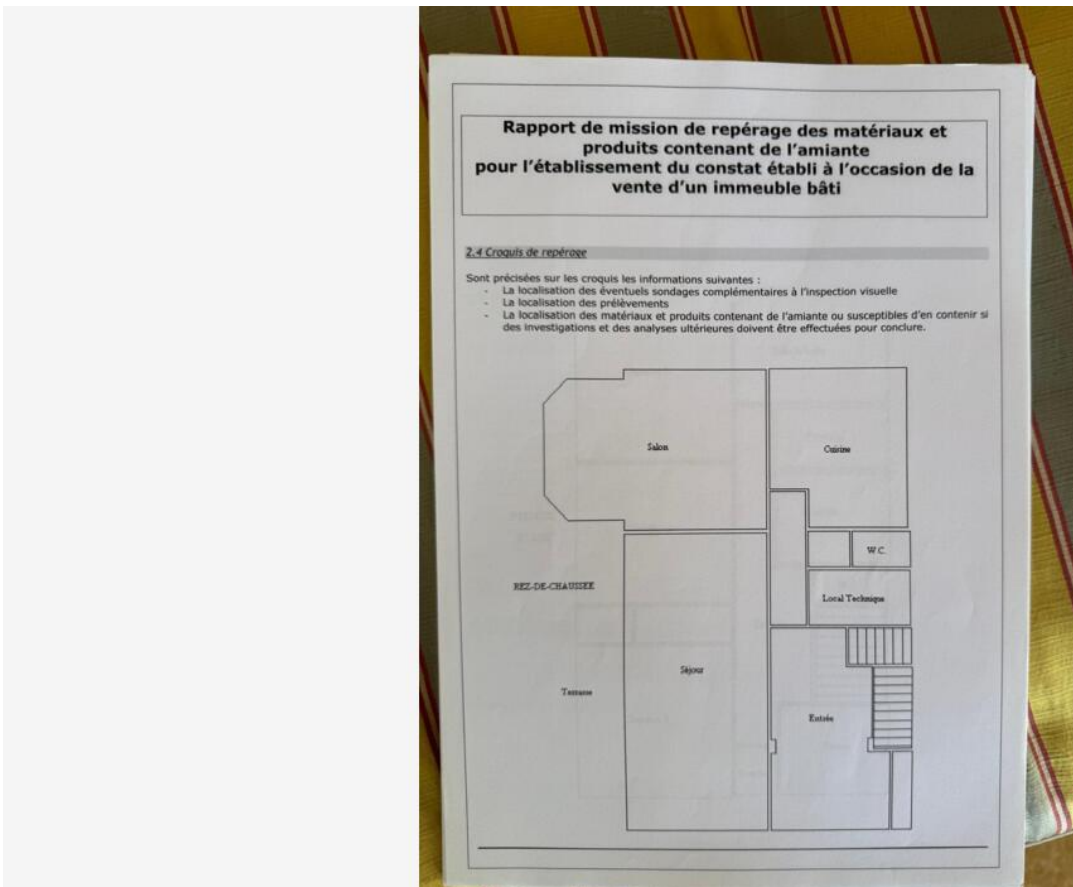 Rapport de mission de repérage des matériaux et
produits contenant de l'amiante
pour l'établissement du constat établi à l'occasion de la
vente d'un immeuble bâti
2.4 Croquis de repérage
Sont précisées sur les croquis les informations suivantes :
- La localisation des éventuels sondages complémentaires à l'inspection visuelle
- La localisation des prélèvements
- La localisation des matériaux et produits contenant de l'amiante ou susceptibles d'en contenir si
des investigations et des analyses ultérieures doivent être effectuées pour conclure.
Salon
Cuisine
W.C.
REZ-DE-CHAUSSEE
Local Technique
Séjour
Terrasse
Entrée